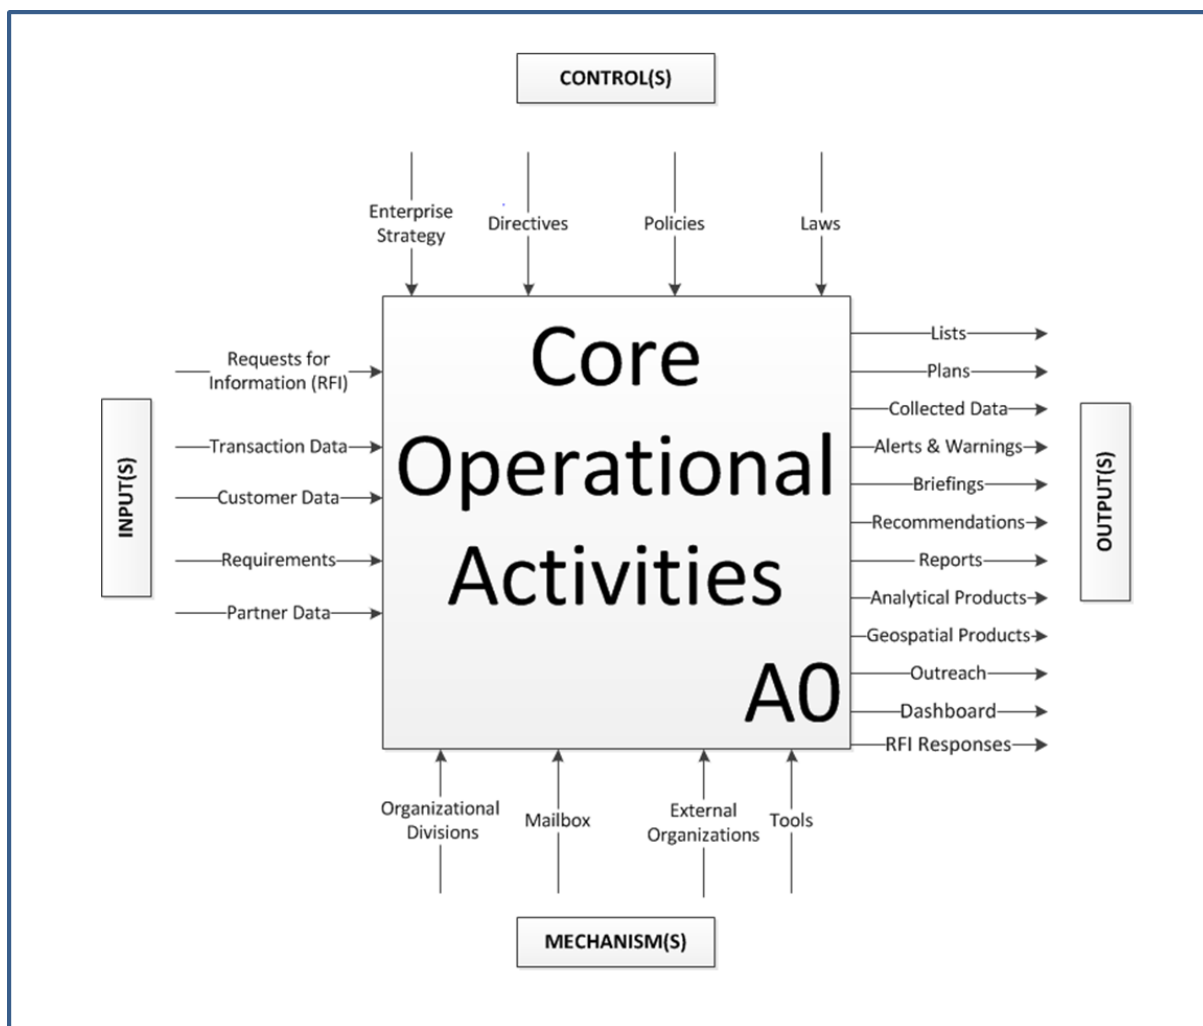 CONTROL(S)
Enterprise
Strategy
Directives
Policies
Laws
INPUT(S)
Requests for
Information (RFI)
Transaction Data
Customer Data
Requirements
Partner Data
Core
Operational
Activities
A0
Lists
Plans
Collected Data
Alerts & Warnings
Briefings
Recommendations
Reports
Analytical Products
Geospatial Products
Outreach
Dashboard
RFI Responses
OUTPUT(S)
Organizational
Divisions
Mailbox
External
Organizations
Tools
MECHANISM(S)